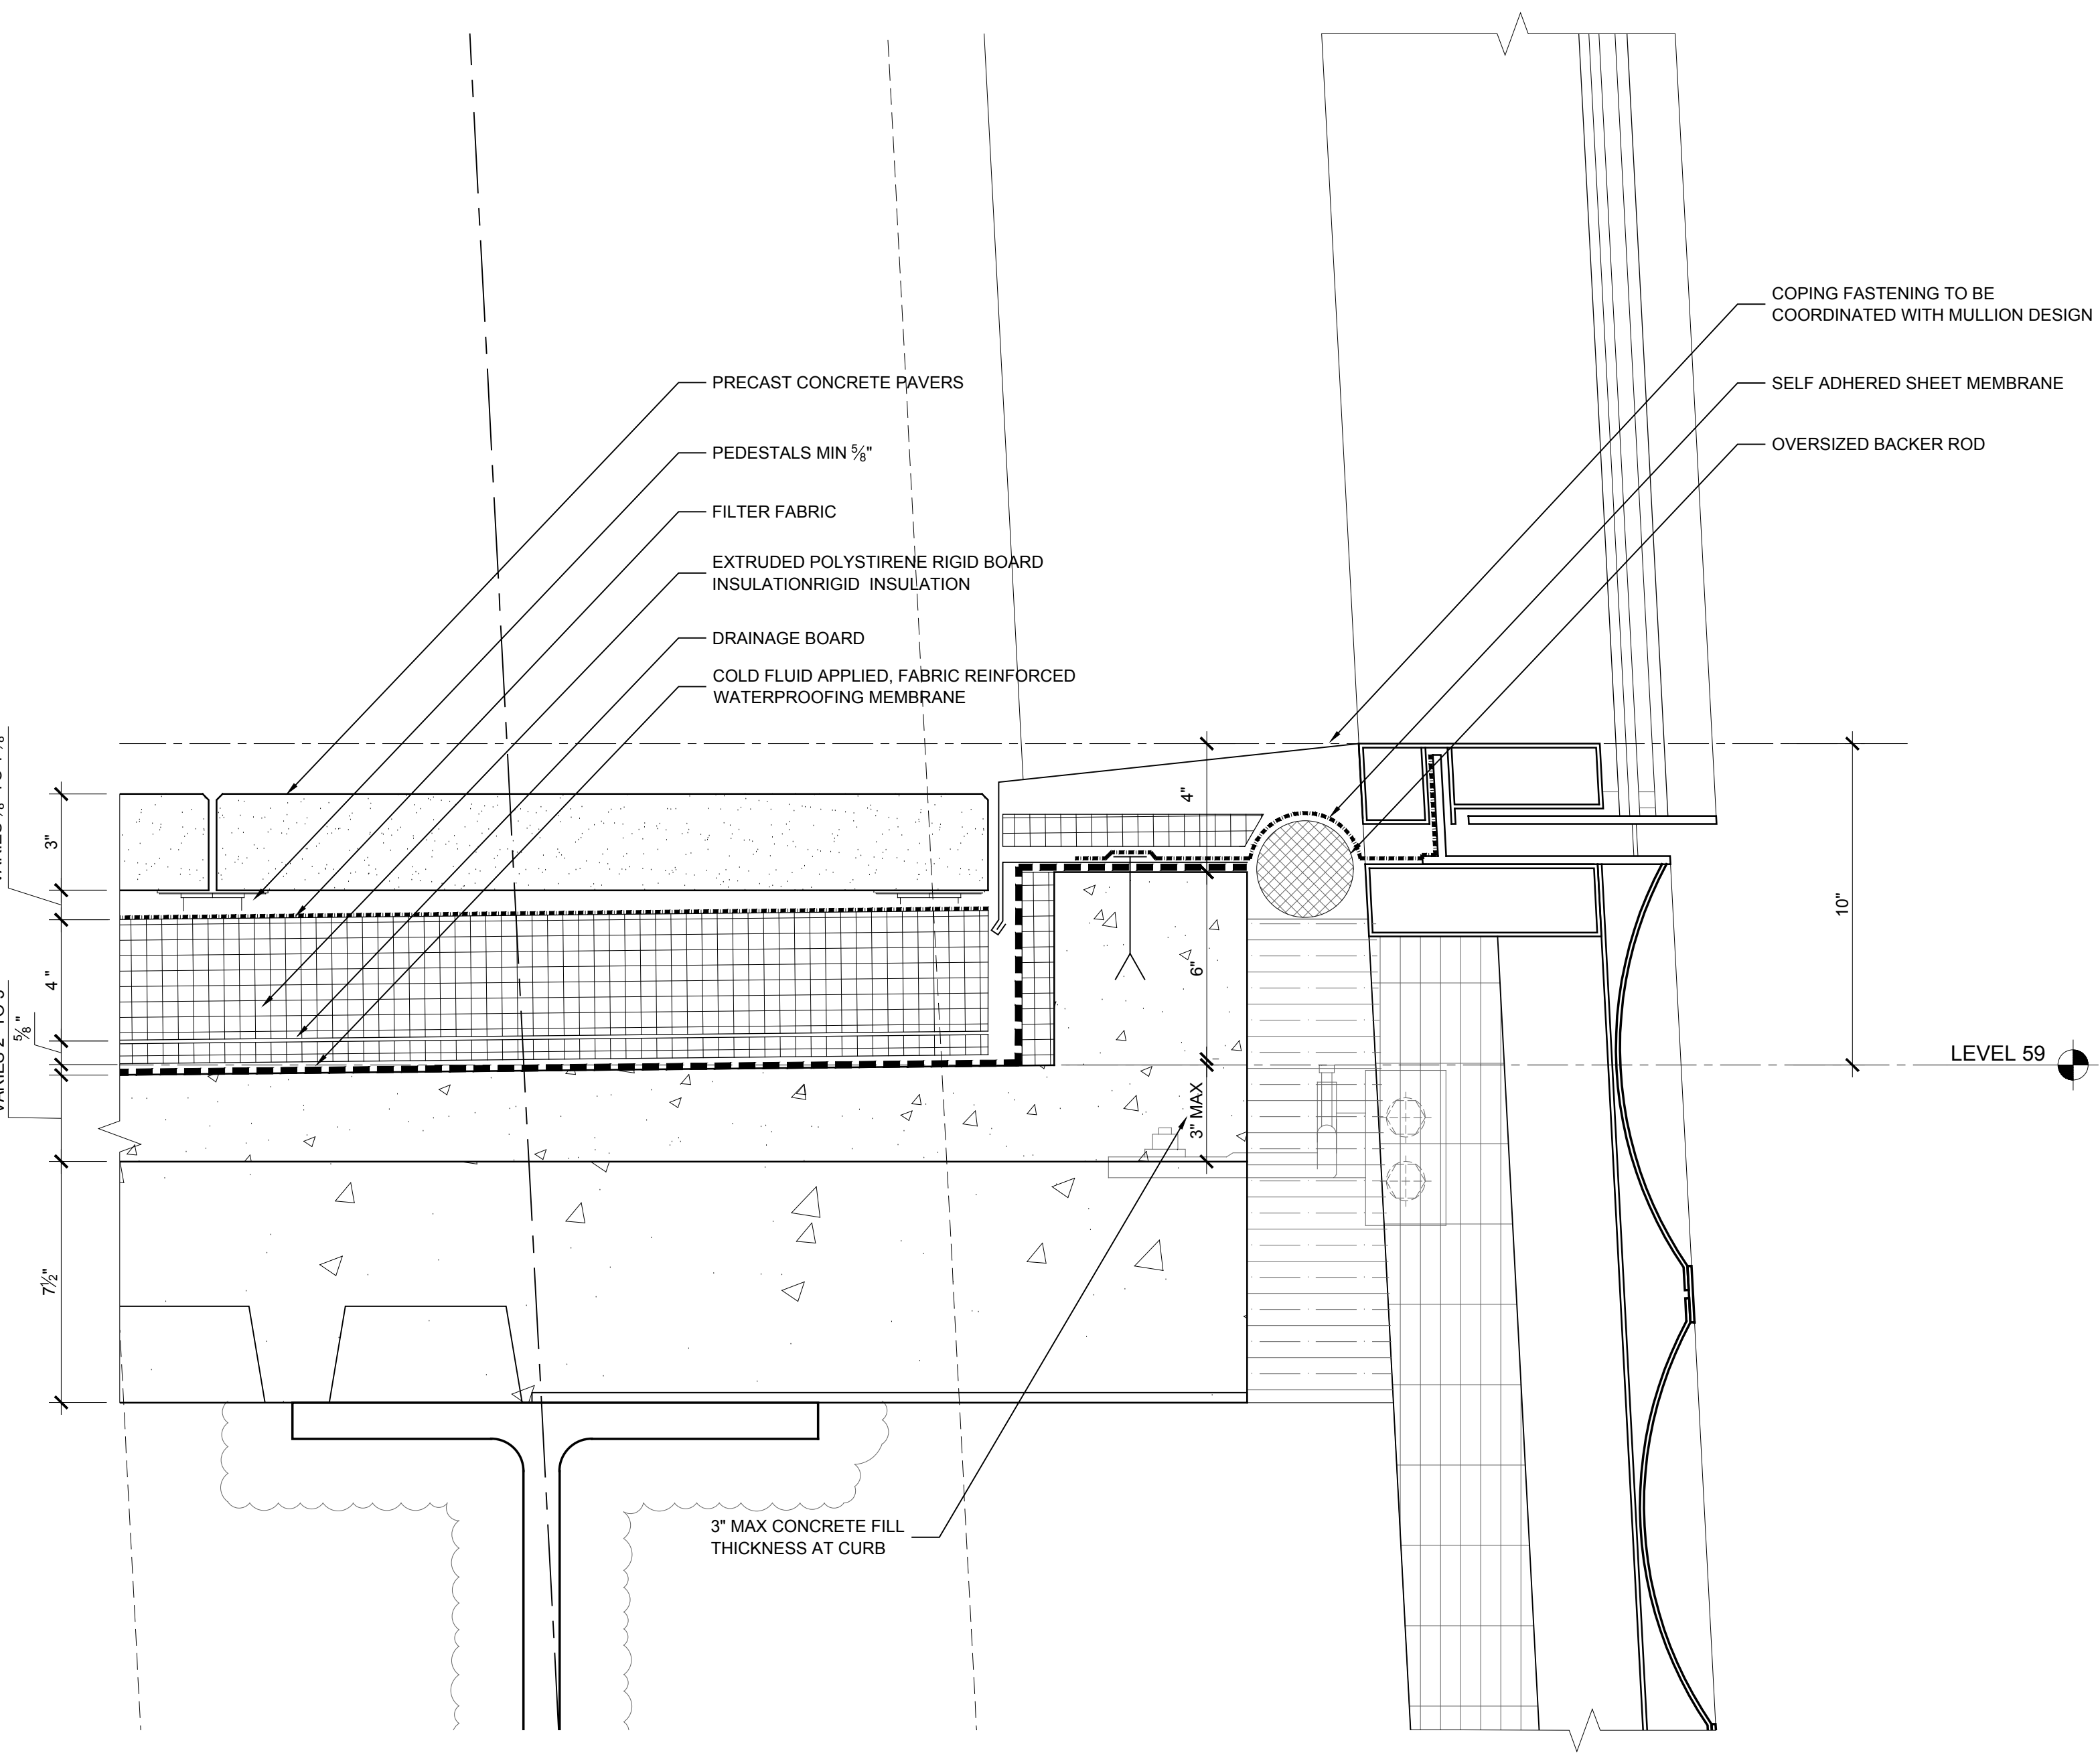 COPING FASTENING TO BE
COORDINATED WITH MULLION DESIGN
SELF ADHERED SHEET MEMBRANE
OVERSIZED BACKER ROD
PRECAST CONCRETE PAVERS
PEDESTALS MIN 5/8"
FILTER FABRIC
EXTRUDED POLYSTIRENE RIGID BOARD
INSULATIONRIGID INSULATION
DRAINAGE BOARD
COLD FLUID APPLIED, FABRIC REINFORCED
WATERPROOFING MEMBRANE
3"
4 "
5/8 "
7 1/2"
4"
6"
3" MAX
10"
LEVEL 59
3" MAX CONCRETE FILL
THICKNESS AT CURB